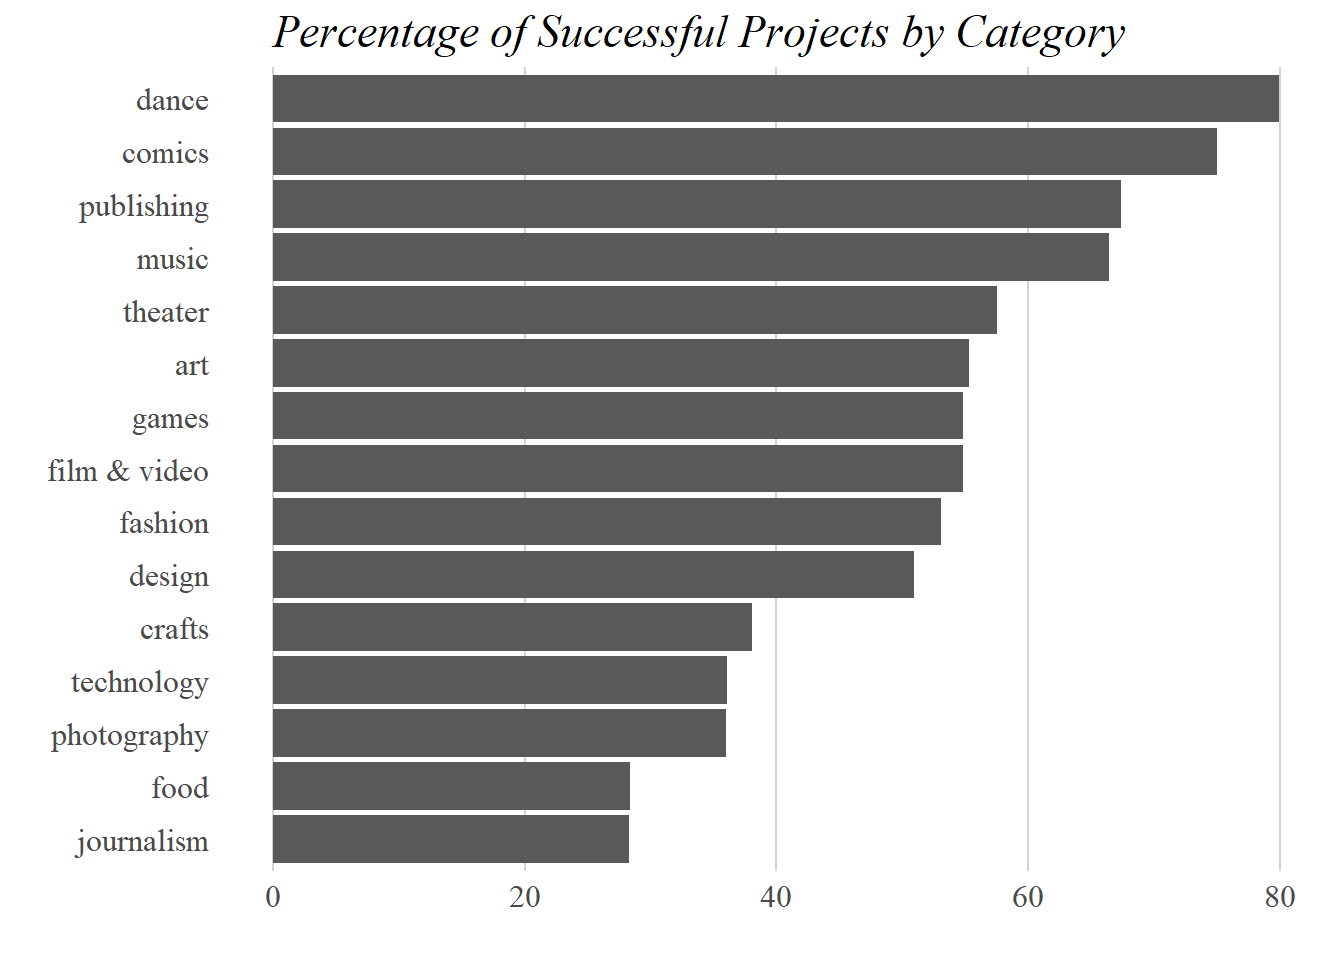 Percentage of Successful Projects by Category
dance
comics
publishing
music
theater
art
games
film & video
fashion
design
crafts
technology
photography
food
journalism
0 20 40 60 80